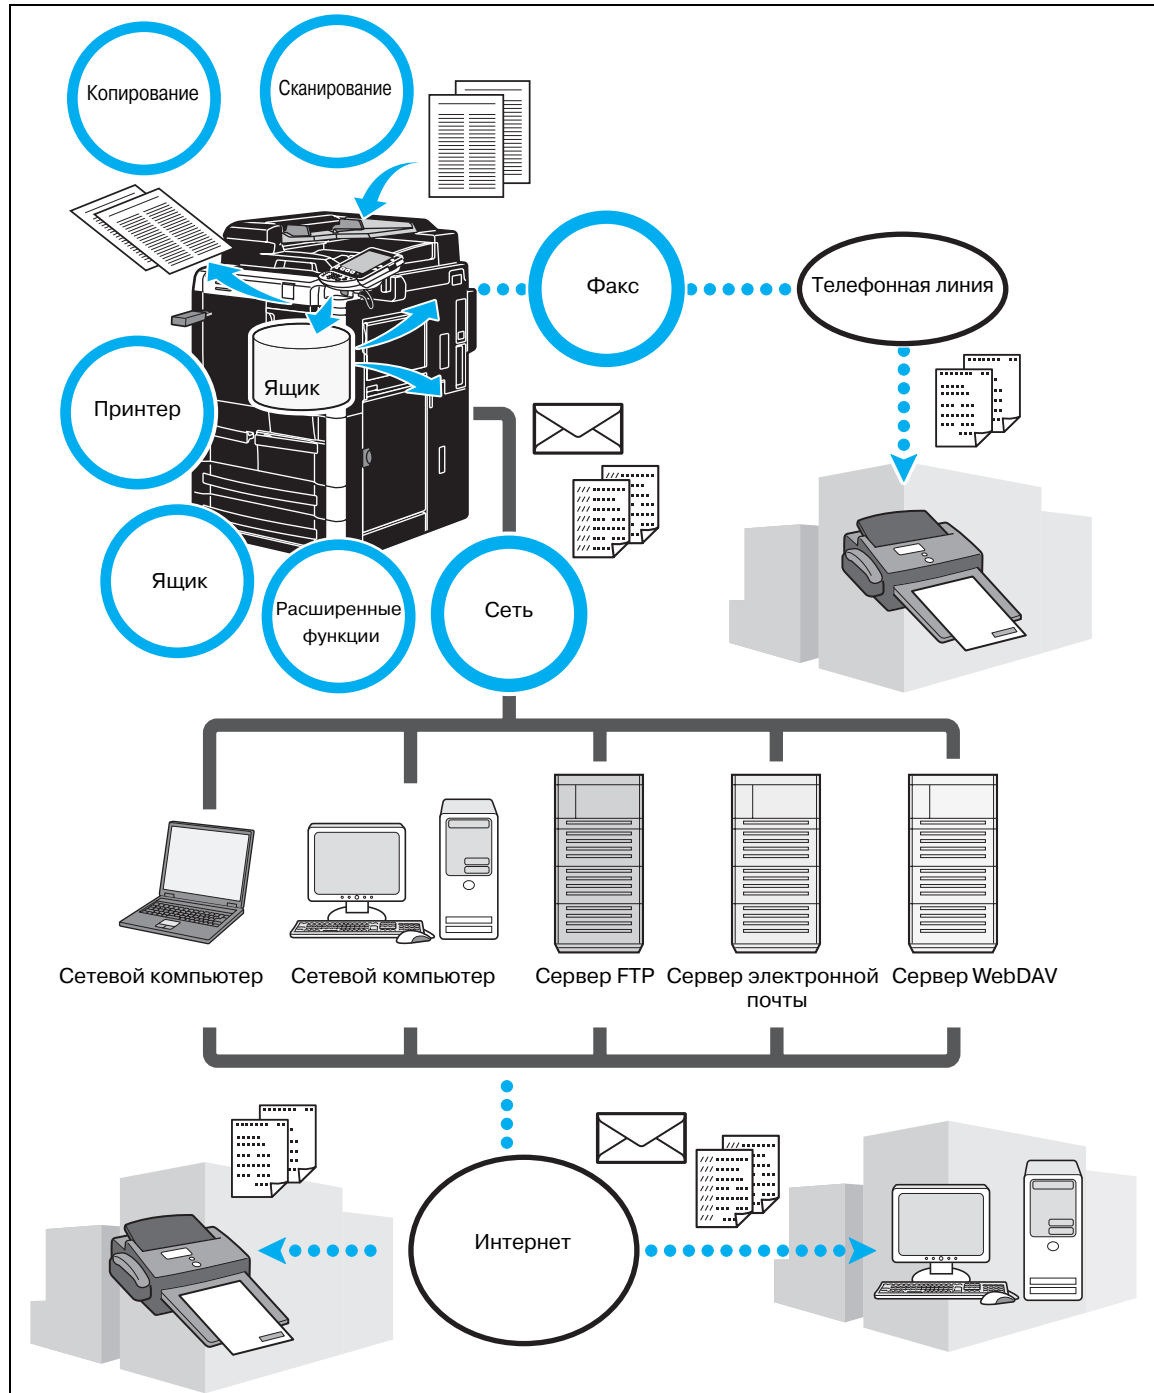 Копирование
Сканирование
Факс
Телефонная линия
Ящик
Принтер
Ящик
Расширенные
функции
Сеть
Сетевой компьютер
Сетевой компьютер
Сервер FTP
Сервер электронной
почты
Сервер WebDAV
Интернет